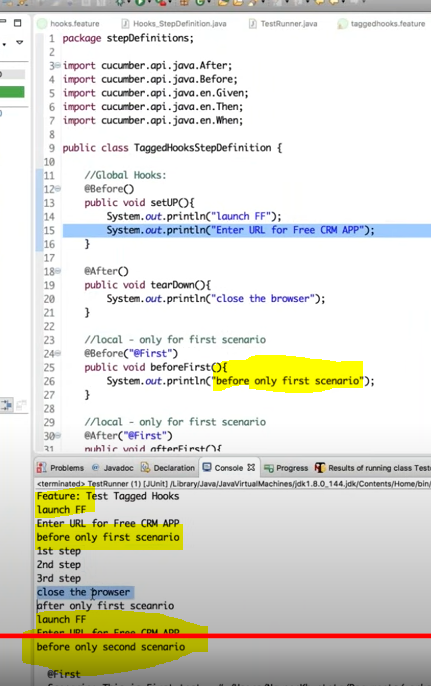 hooks.feature
Hooks_StepDefinition.java
TestRunner.java
taggedhooks.feature
1 package stepDefinitions;
2
3 import cucumber.api.java.After;
4 import cucumber.api.java.Before;
5 import cucumber.api.java.en.Given;
6 import cucumber.api.java.en.Then;
7 import cucumber.api.java.en.When;
8
9 public class TaggedHooksStepDefinition {
10
11 //Global Hooks:
12 @Before()
13 public void setUP(){
14 System.out.println("launch FF");
15 System.out.println("Enter URL for Free CRM APP");
16 }
17
18 @After()
19 public void tearDown(){
20 System.out.println("close the browser");
21 }
22
23 //local - only for first scenario
24 @Before("@First")
25 public void beforeFirst(){
26 System.out.println("before only first scenario");
27 }
28
29 //local - only for first scenario
30 @After("@First")
31 public void afterFirst(){
Problems Javadoc Declaration Console Progress Results of running class Teste
<terminated> TestRunner (1) [JUnit] /Library/Java/JavaVirtualMachines/jdk1.8.0_144.jdk/Contents/Home/bin/
Feature: Test Tagged Hooks
launch FF
Enter URL for Free CRM APP
before only first scenario
1st step
2nd step
3rd step
close the browser
after only first sceanrio
launch FF
Enter URL for Free CRM APP
before only second scenario
@First